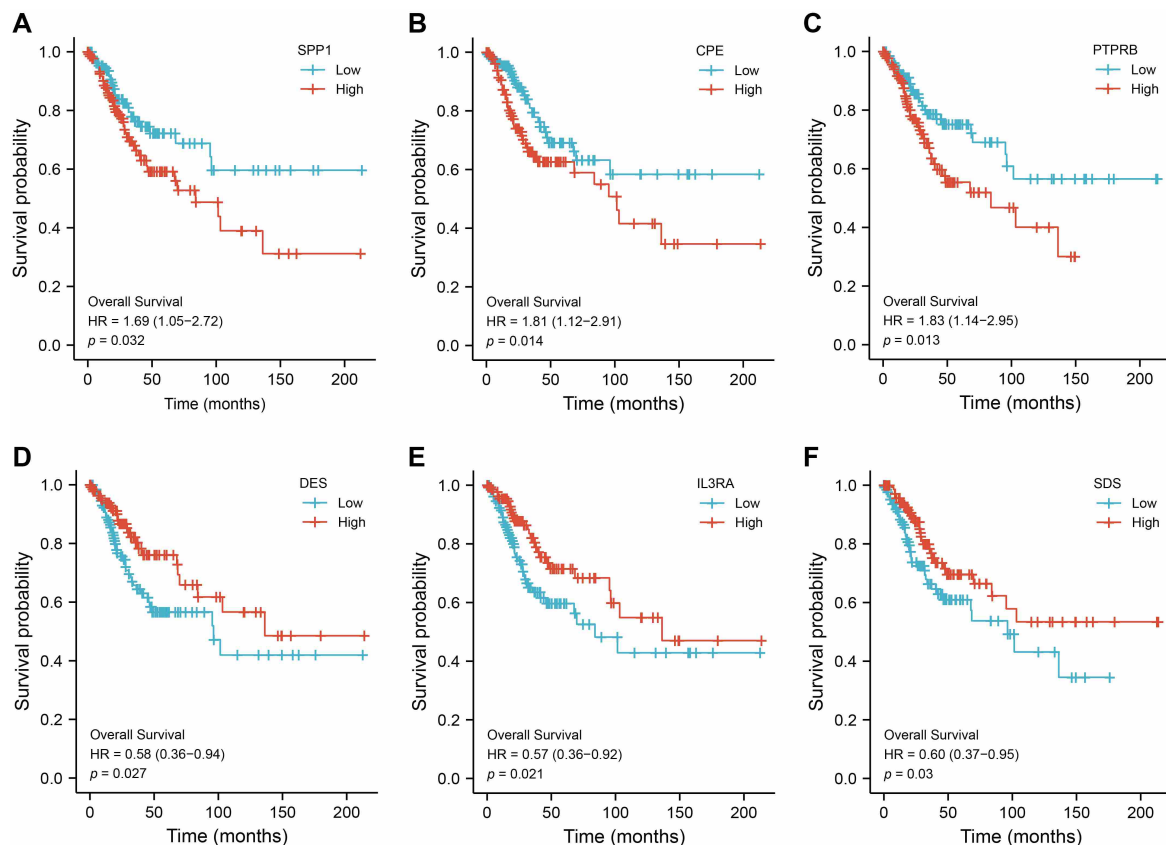 A
SPP1
Low
High
Survival probability
1.0
0.8
0.6
0.4
0.2
0.0
Overall Survival
HR = 1.69 (1.05−2.72)
p = 0.032
0 50 100 150 200
Time (months)
B
CPE
Low
High
Survival probability
1.0
0.8
0.6
0.4
0.2
0.0
Overall Survival
HR = 1.81 (1.12−2.91)
p = 0.014
0 50 100 150 200
Time (months)
C
PTPRB
Low
High
Survival probability
1.0
0.8
0.6
0.4
0.2
0.0
Overall Survival
HR = 1.83 (1.14−2.95)
p = 0.013
0 50 100 150 200
Time (months)
D
DES
Low
High
Survival probability
1.0
0.8
0.6
0.4
0.2
0.0
Overall Survival
HR = 0.58 (0.36−0.94)
p = 0.027
0 50 100 150 200
Time (months)
E
IL3RA
Low
High
Survival probability
1.0
0.8
0.6
0.4
0.2
0.0
Overall Survival
HR = 0.57 (0.36−0.92)
p = 0.021
0 50 100 150 200
Time (months)
F
SDS
Low
High
Survival probability
1.0
0.8
0.6
0.4
0.2
0.0
Overall Survival
HR = 0.60 (0.37−0.95)
p = 0.03
0 50 100 150 200
Time (months)